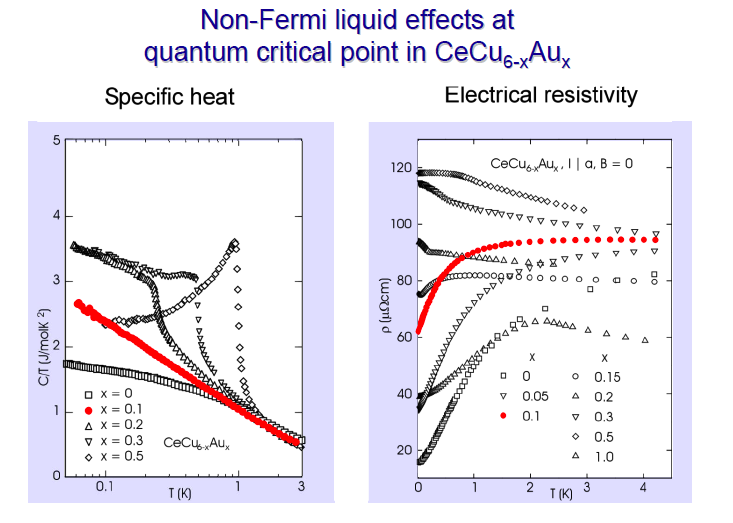 Non-Fermi liquid effects at
quantum critical point in CeCu6-xAux
Specific heat
Electrical resistivity
5
4
3
2
1
0
C/T (J/molK 2)
0.1
1
3
T (K)
x = 0
x = 0.1
x = 0.2
x = 0.3
x = 0.5
CeCu6-xAux
120
100
80
60
40
20
ρ (μΩcm)
0
1
2
3
4
T (K)
CeCu6-xAux, I | a, B = 0
x
0
0.05
0.1
x
0.15
0.2
0.3
0.5
1.0